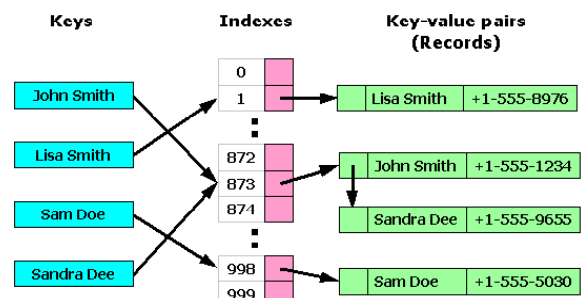 Keys
Indexes
Key-value pairs
(Records)
John Smith
Lisa Smith
Sam Doe
Sandra Dee
0
1
:
872
873
874
:
998
999
Lisa Smith +1-555-8976
John Smith +1-555-1234
Sandra Dee +1-555-9655
Sam Doe +1-555-5030